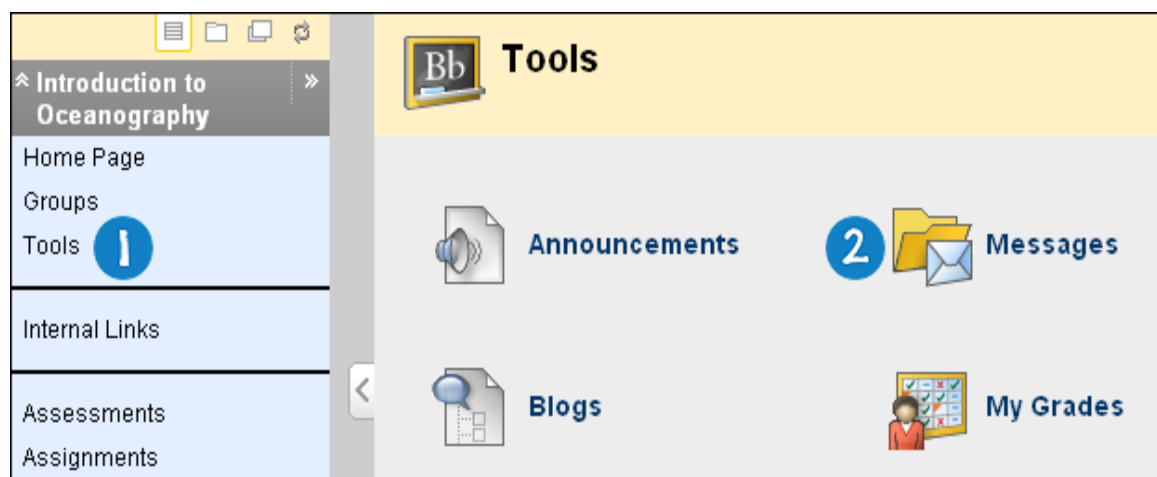 Introduction to
Oceanography
Home Page
Groups
Tools 1
Internal Links
Assessments
Assignments
Bb Tools
Announcements
2 Messages
Blogs
My Grades